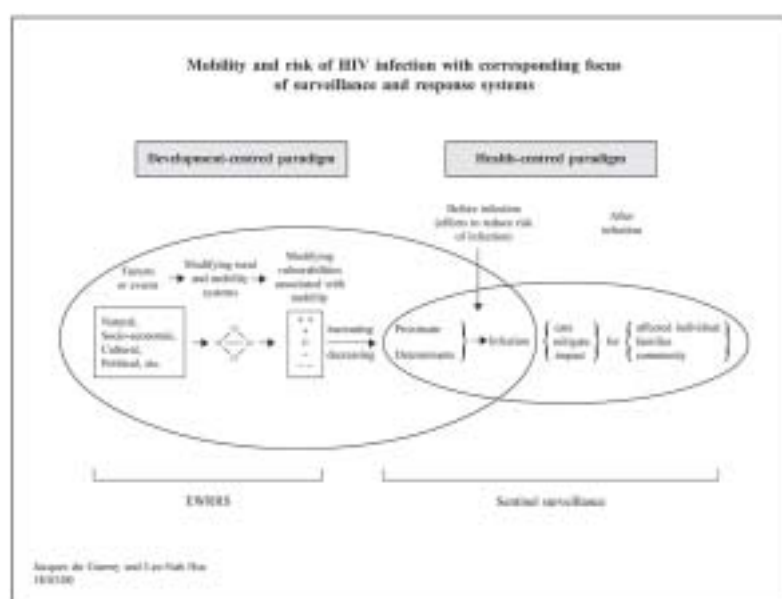 Mobility and risk of HIV infection with corresponding focus
of surveillance and response systems
Development-centred paradigm
Health-centred paradigm
Before infection
(efforts to reduce risk
of infection)
After
infection
Factors
or events
Modifying rural
and mobility
systems
Modifying
vulnerabilities
associated with
mobility
Natural,
Socio-economic,
Cultural,
Political, etc.
++
+
increasing
decreasing
Proximate
Determinants
Infection
care
mitigate
impact
for
affected individual
families
community
EWRRS
Sentinel surveillance
Jacques du Guerny and Lee-Nah Hsu